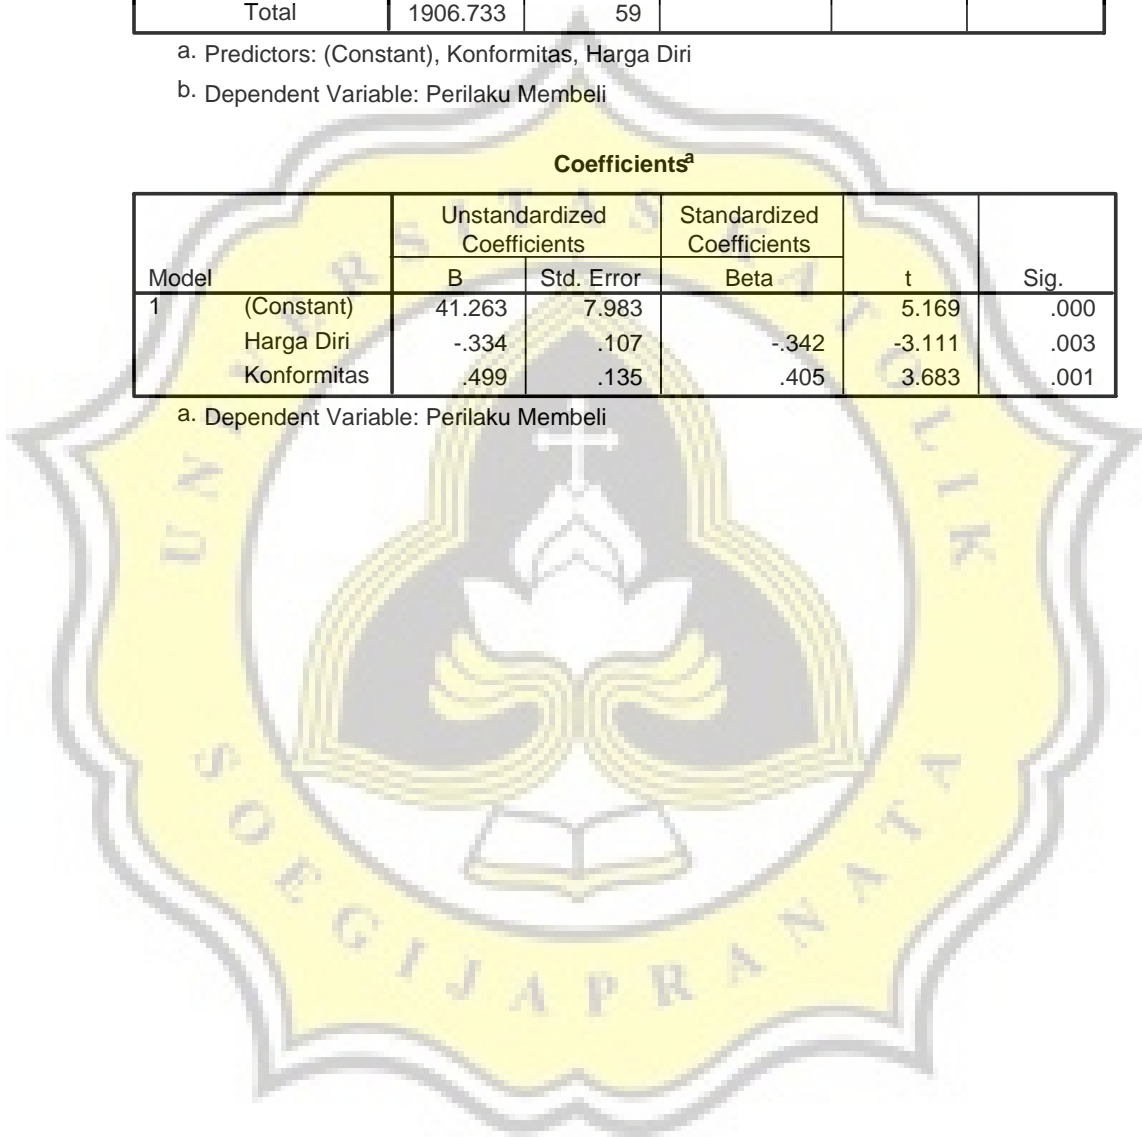 Total 1906.733 59
a. Predictors: (Constant), Konformitas, Harga Diri
b. Dependent Variable: Perilaku Membeli
Coefficients a
Unstandardized Coefficients Standardized Coefficients
Model B Std. Error Beta t Sig.
1 (Constant) 41.263 7.983 5.169 .000
Harga Diri -.334 .107 -.342 -3.111 .003
Konformitas .499 .135 .405 3.683 .001
a. Dependent Variable: Perilaku Membeli
UNIVERSITAS KATOLIK
SOEGIJAPRANATA